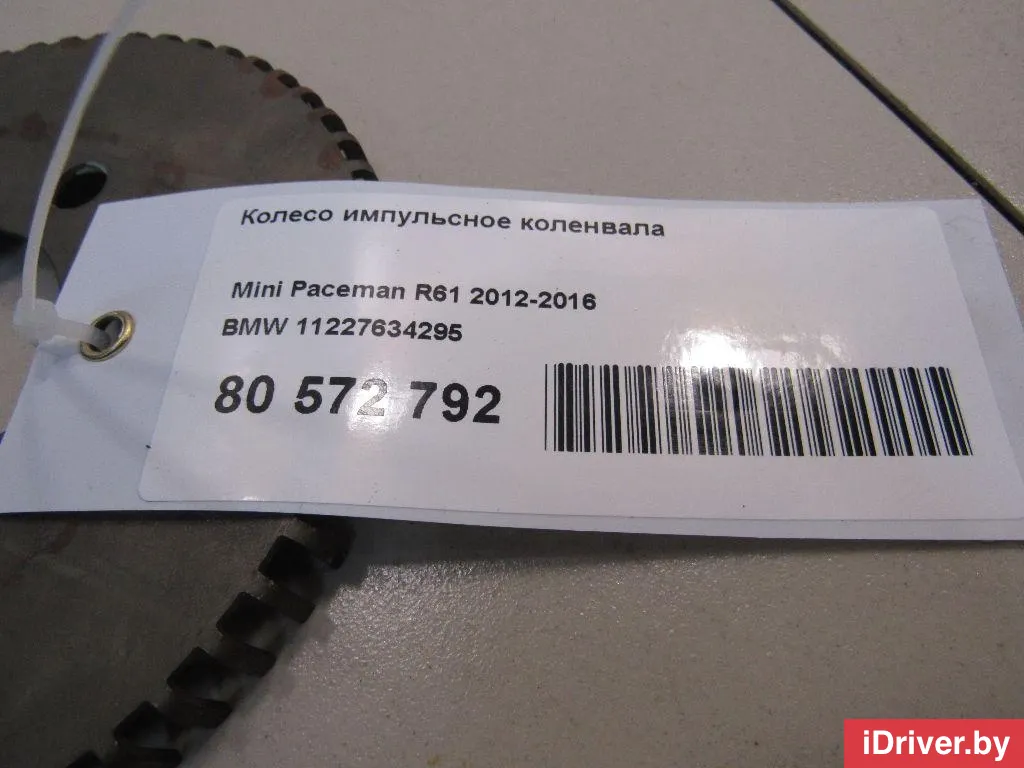 Колесо импульсное коленвала
Mini Paceman R61 2012-2016
BMW 11227634295
80 572 792
iDriver.by